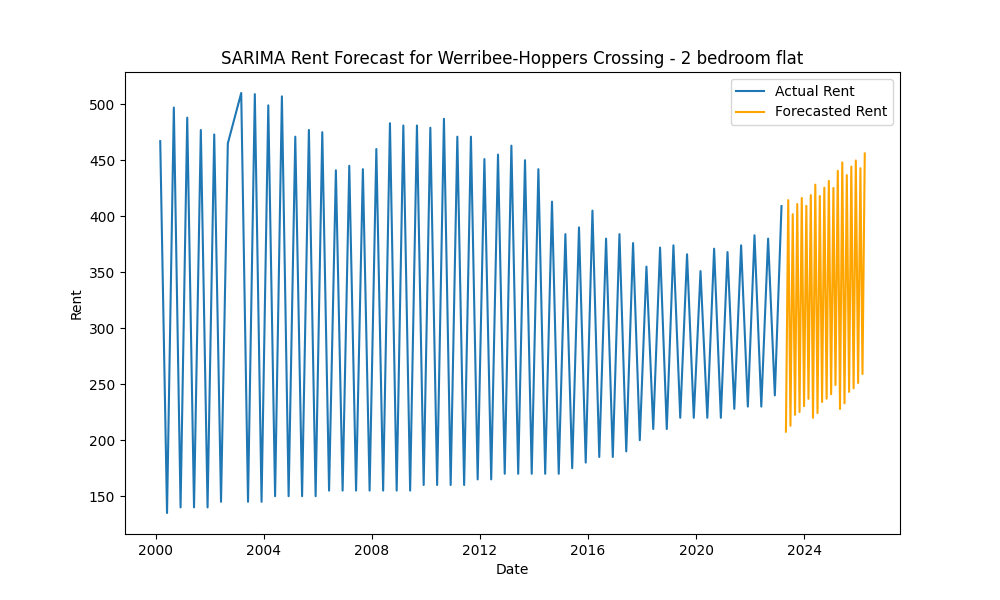 SARIMA Rent Forecast for Werribee-Hoppers Crossing - 2 bedroom flat
Actual Rent
Forecasted Rent
500
450
400
350
300
250
200
150
Rent
2000 2004 2008 2012 2016 2020 2024
Date